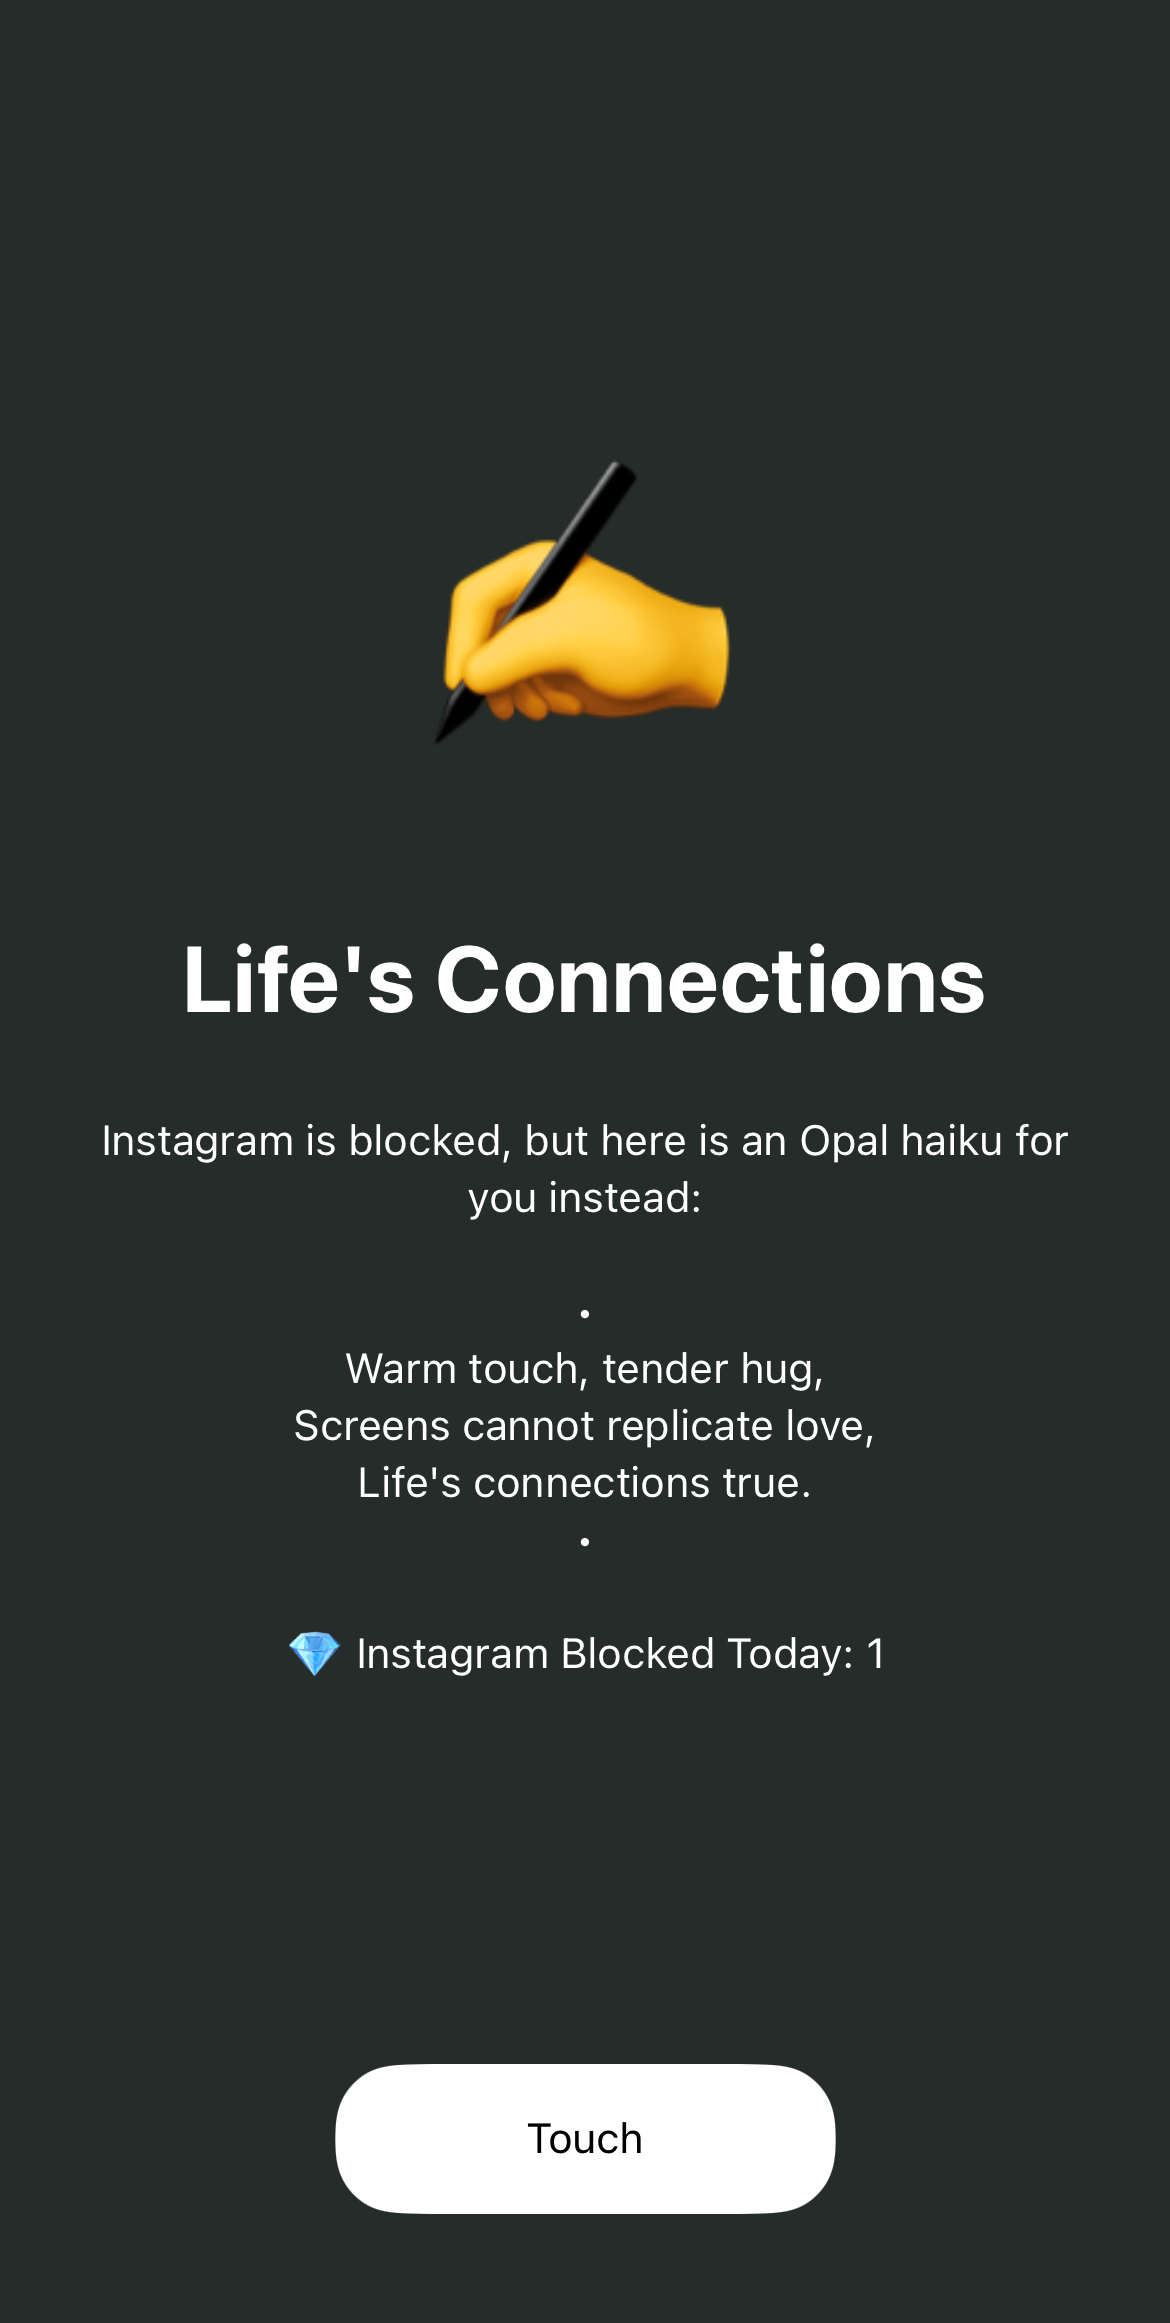 Life's Connections
Instagram is blocked, but here is an Opal haiku for
you instead:
•
Warm touch, tender hug,
Screens cannot replicate love,
Life's connections true.
•
💎 Instagram Blocked Today: 1
Touch